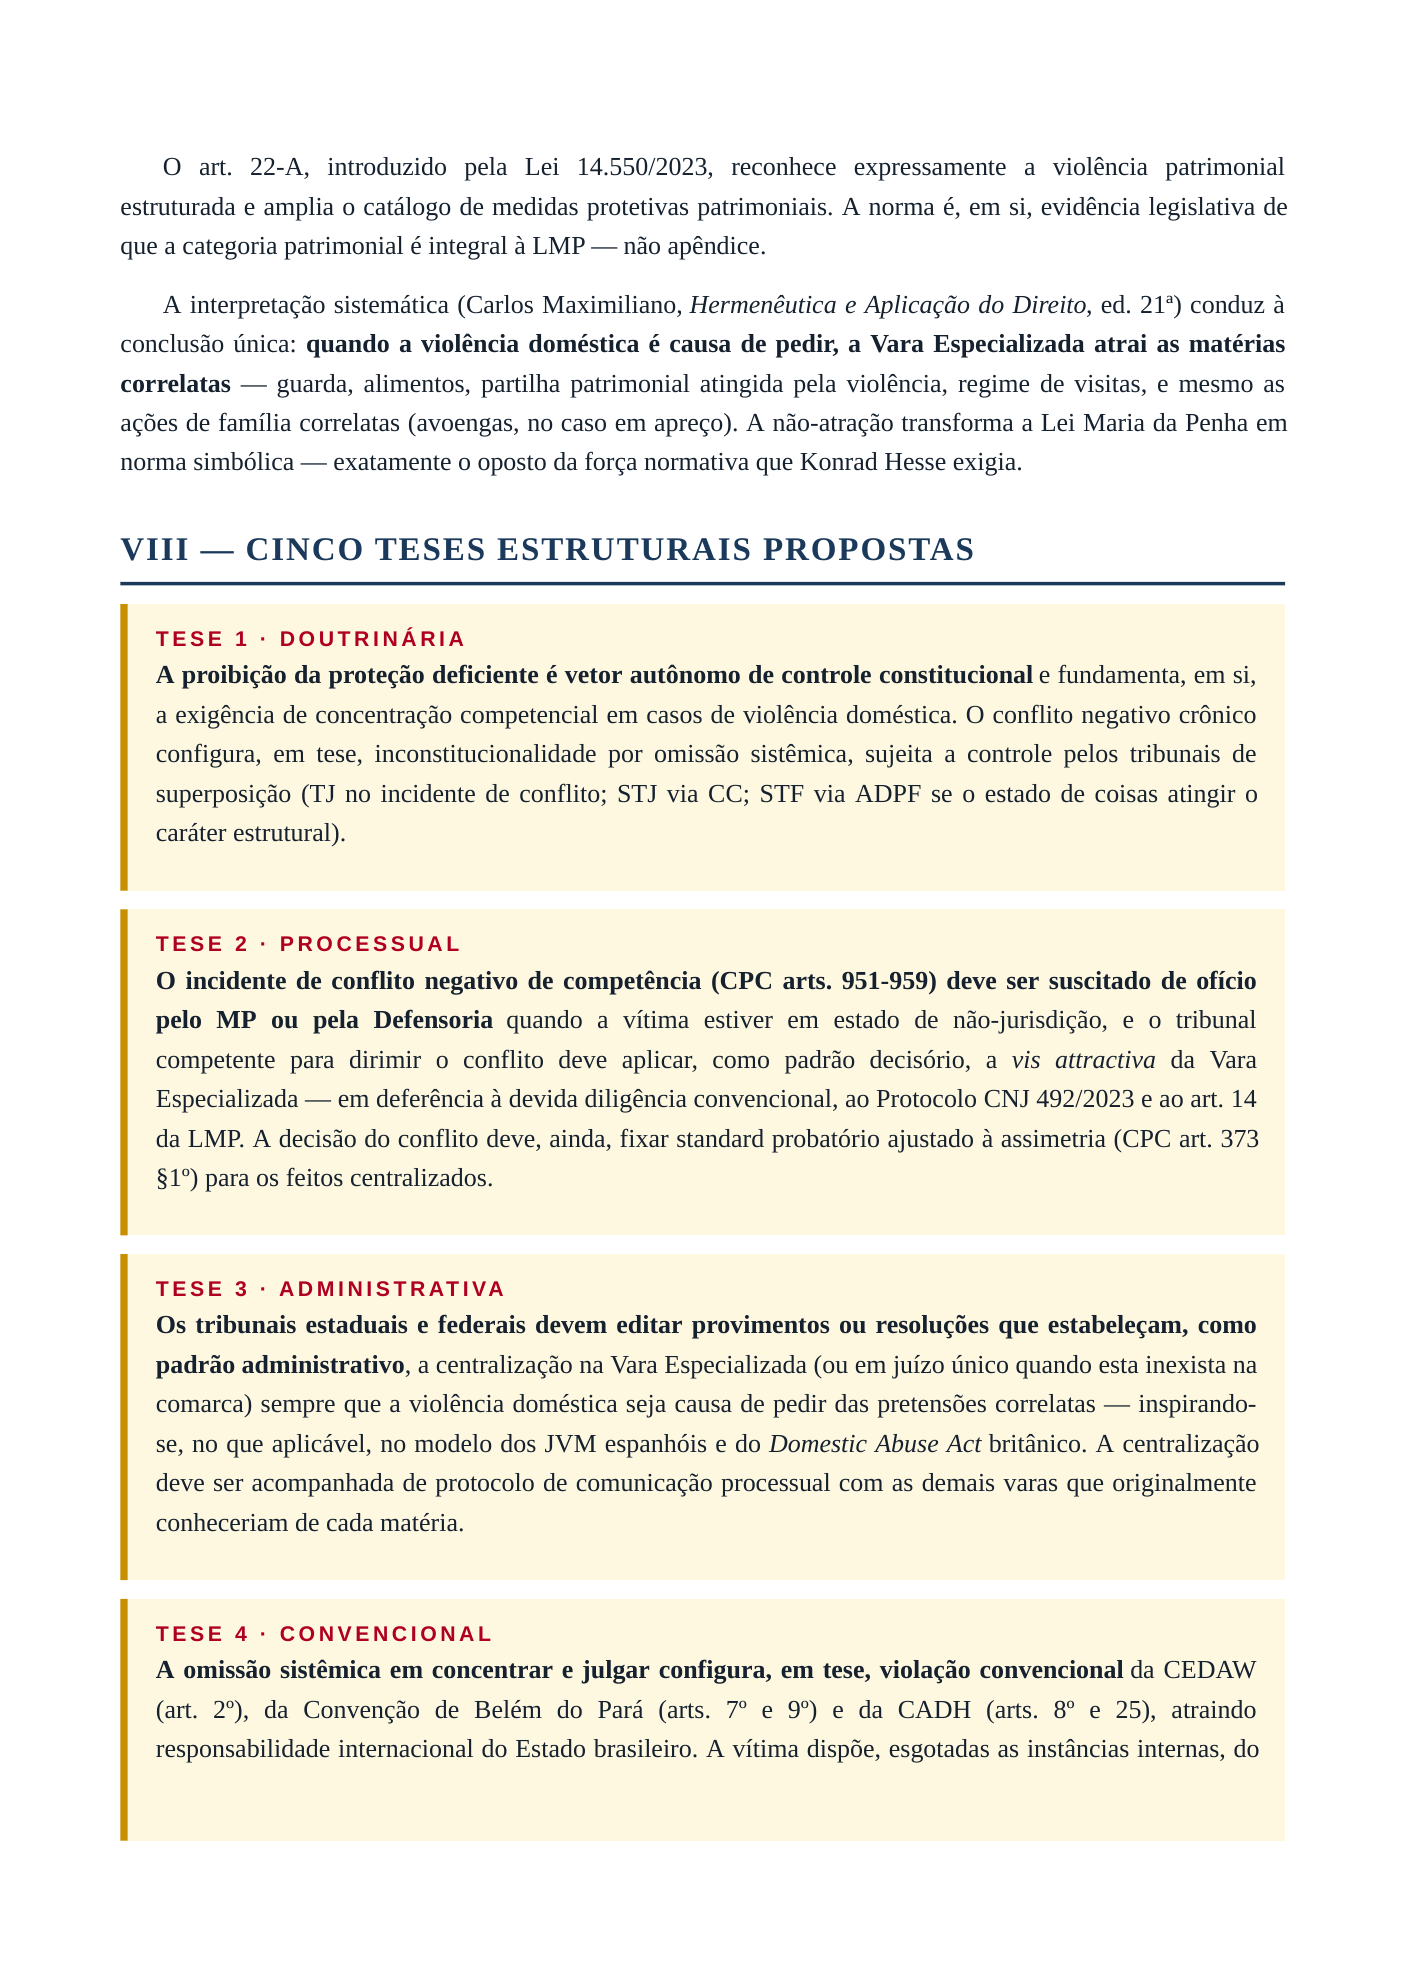 O art. 22-A, introduzido pela Lei 14.550/2023, reconhece expressamente a violência patrimonial
estruturada e amplia o catálogo de medidas protetivas patrimoniais. A norma é, em si, evidência legislativa de
que a categoria patrimonial é integral à LMP — não apêndice.
A interpretação sistemática (Carlos Maximiliano, Hermenêutica e Aplicação do Direito, ed. 21ª) conduz à
conclusão única: quando a violência doméstica é causa de pedir, a Vara Especializada atrai as matérias
correlatas — guarda, alimentos, partilha patrimonial atingida pela violência, regime de visitas, e mesmo as
ações de família correlatas (avoengas, no caso em apreço). A não-atração transforma a Lei Maria da Penha em
norma simbólica — exatamente o oposto da força normativa que Konrad Hesse exigia.
VIII — CINCO TESES ESTRUTURAIS PROPOSTAS
TESE 1 · DOUTRINÁRIA
A proibição da proteção deficiente é vetor autônomo de controle constitucional e fundamenta, em si,
a exigência de concentração competencial em casos de violência doméstica. O conflito negativo crônico
configura, em tese, inconstitucionalidade por omissão sistêmica, sujeita a controle pelos tribunais de
superposição (TJ no incidente de conflito; STJ via CC; STF via ADPF se o estado de coisas atingir o
caráter estrutural).
TESE 2 · PROCESSUAL
O incidente de conflito negativo de competência (CPC arts. 951-959) deve ser suscitado de ofício
pelo MP ou pela Defensoria quando a vítima estiver em estado de não-jurisdição, e o tribunal
competente para dirimir o conflito deve aplicar, como padrão decisório, a vis attractiva da Vara
Especializada — em deferência à devida diligência convencional, ao Protocolo CNJ 492/2023 e ao art. 14
da LMP. A decisão do conflito deve, ainda, fixar standard probatório ajustado à assimetria (CPC art. 373
§1º) para os feitos centralizados.
TESE 3 · ADMINISTRATIVA
Os tribunais estaduais e federais devem editar provimentos ou resoluções que estabeleçam, como
padrão administrativo, a centralização na Vara Especializada (ou em juízo único quando esta inexista na
comarca) sempre que a violência doméstica seja causa de pedir das pretensões correlatas — inspirando-
se, no que aplicável, no modelo dos JVM espanhóis e do Domestic Abuse Act britânico. A centralização
deve ser acompanhada de protocolo de comunicação processual com as demais varas que originalmente
conheceriam de cada matéria.
TESE 4 · CONVENCIONAL
A omissão sistêmica em concentrar e julgar configura, em tese, violação convencional da CEDAW
(art. 2º), da Convenção de Belém do Pará (arts. 7º e 9º) e da CADH (arts. 8º e 25), atraindo
responsabilidade internacional do Estado brasileiro. A vítima dispõe, esgotadas as instâncias internas, do